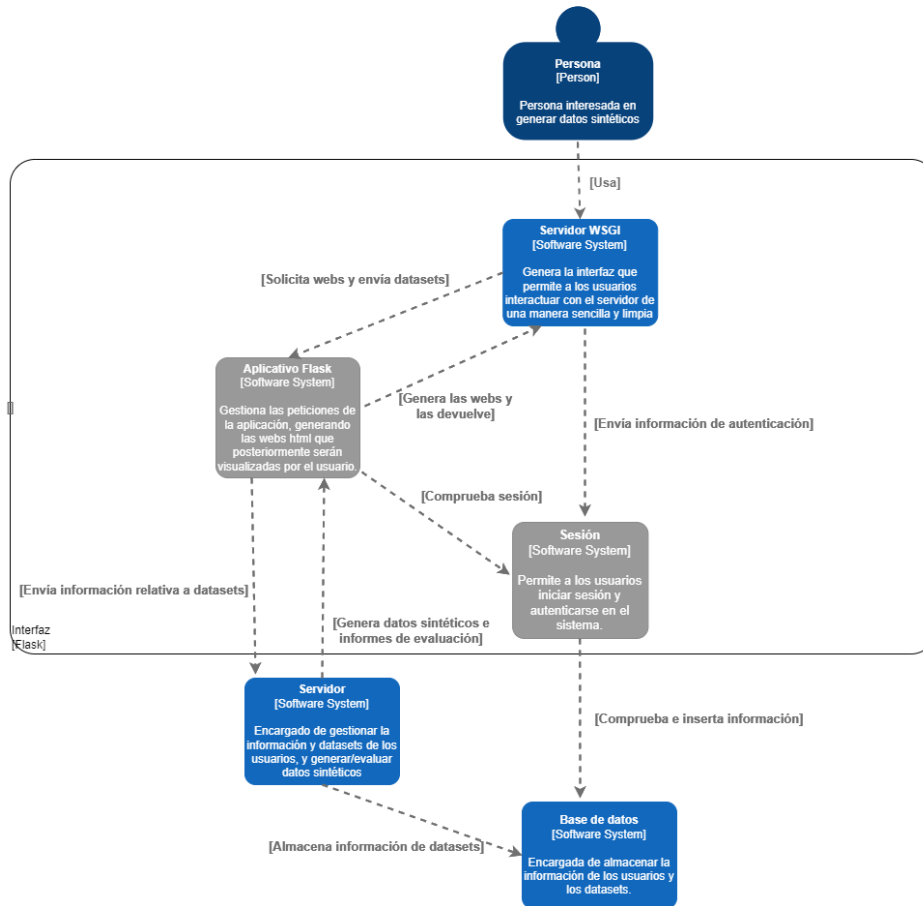 Persona
[Person]
Persona interesada en
generar datos sintéticos
[Usa]
Servidor WSGI
[Software System]
Genera la interfaz que
permite a los usuarios
interactuar con el servidor de
una manera sencilla y limpia
[Solicita webs y envía datasets]
Aplicativo Flask
[Software System]
Gestiona las peticiones de
la aplicación, generando
las webs html que
posteriormente serán
visualizadas por el usuario.
[Genera las webs y
las devuelve]
[Envía información de autenticación]
[Comprueba sesión]
Sesión
[Software System]
Permite a los usuarios
iniciar sesión y
autenticarse en el
sistema.
[Envía información relativa a datasets]
[Genera datos sintéticos e
informes de evaluación]
Interfaz
[Flask]
Servidor
[Software System]
Encargado de gestionar la
información y datasets de los
usuarios, y generar/evaluar
datos sintéticos
[Comprueba e inserta información]
[Almacena información de datasets]
Base de datos
[Software System]
Encargada de almacenar la
información de los usuarios y
los datasets.